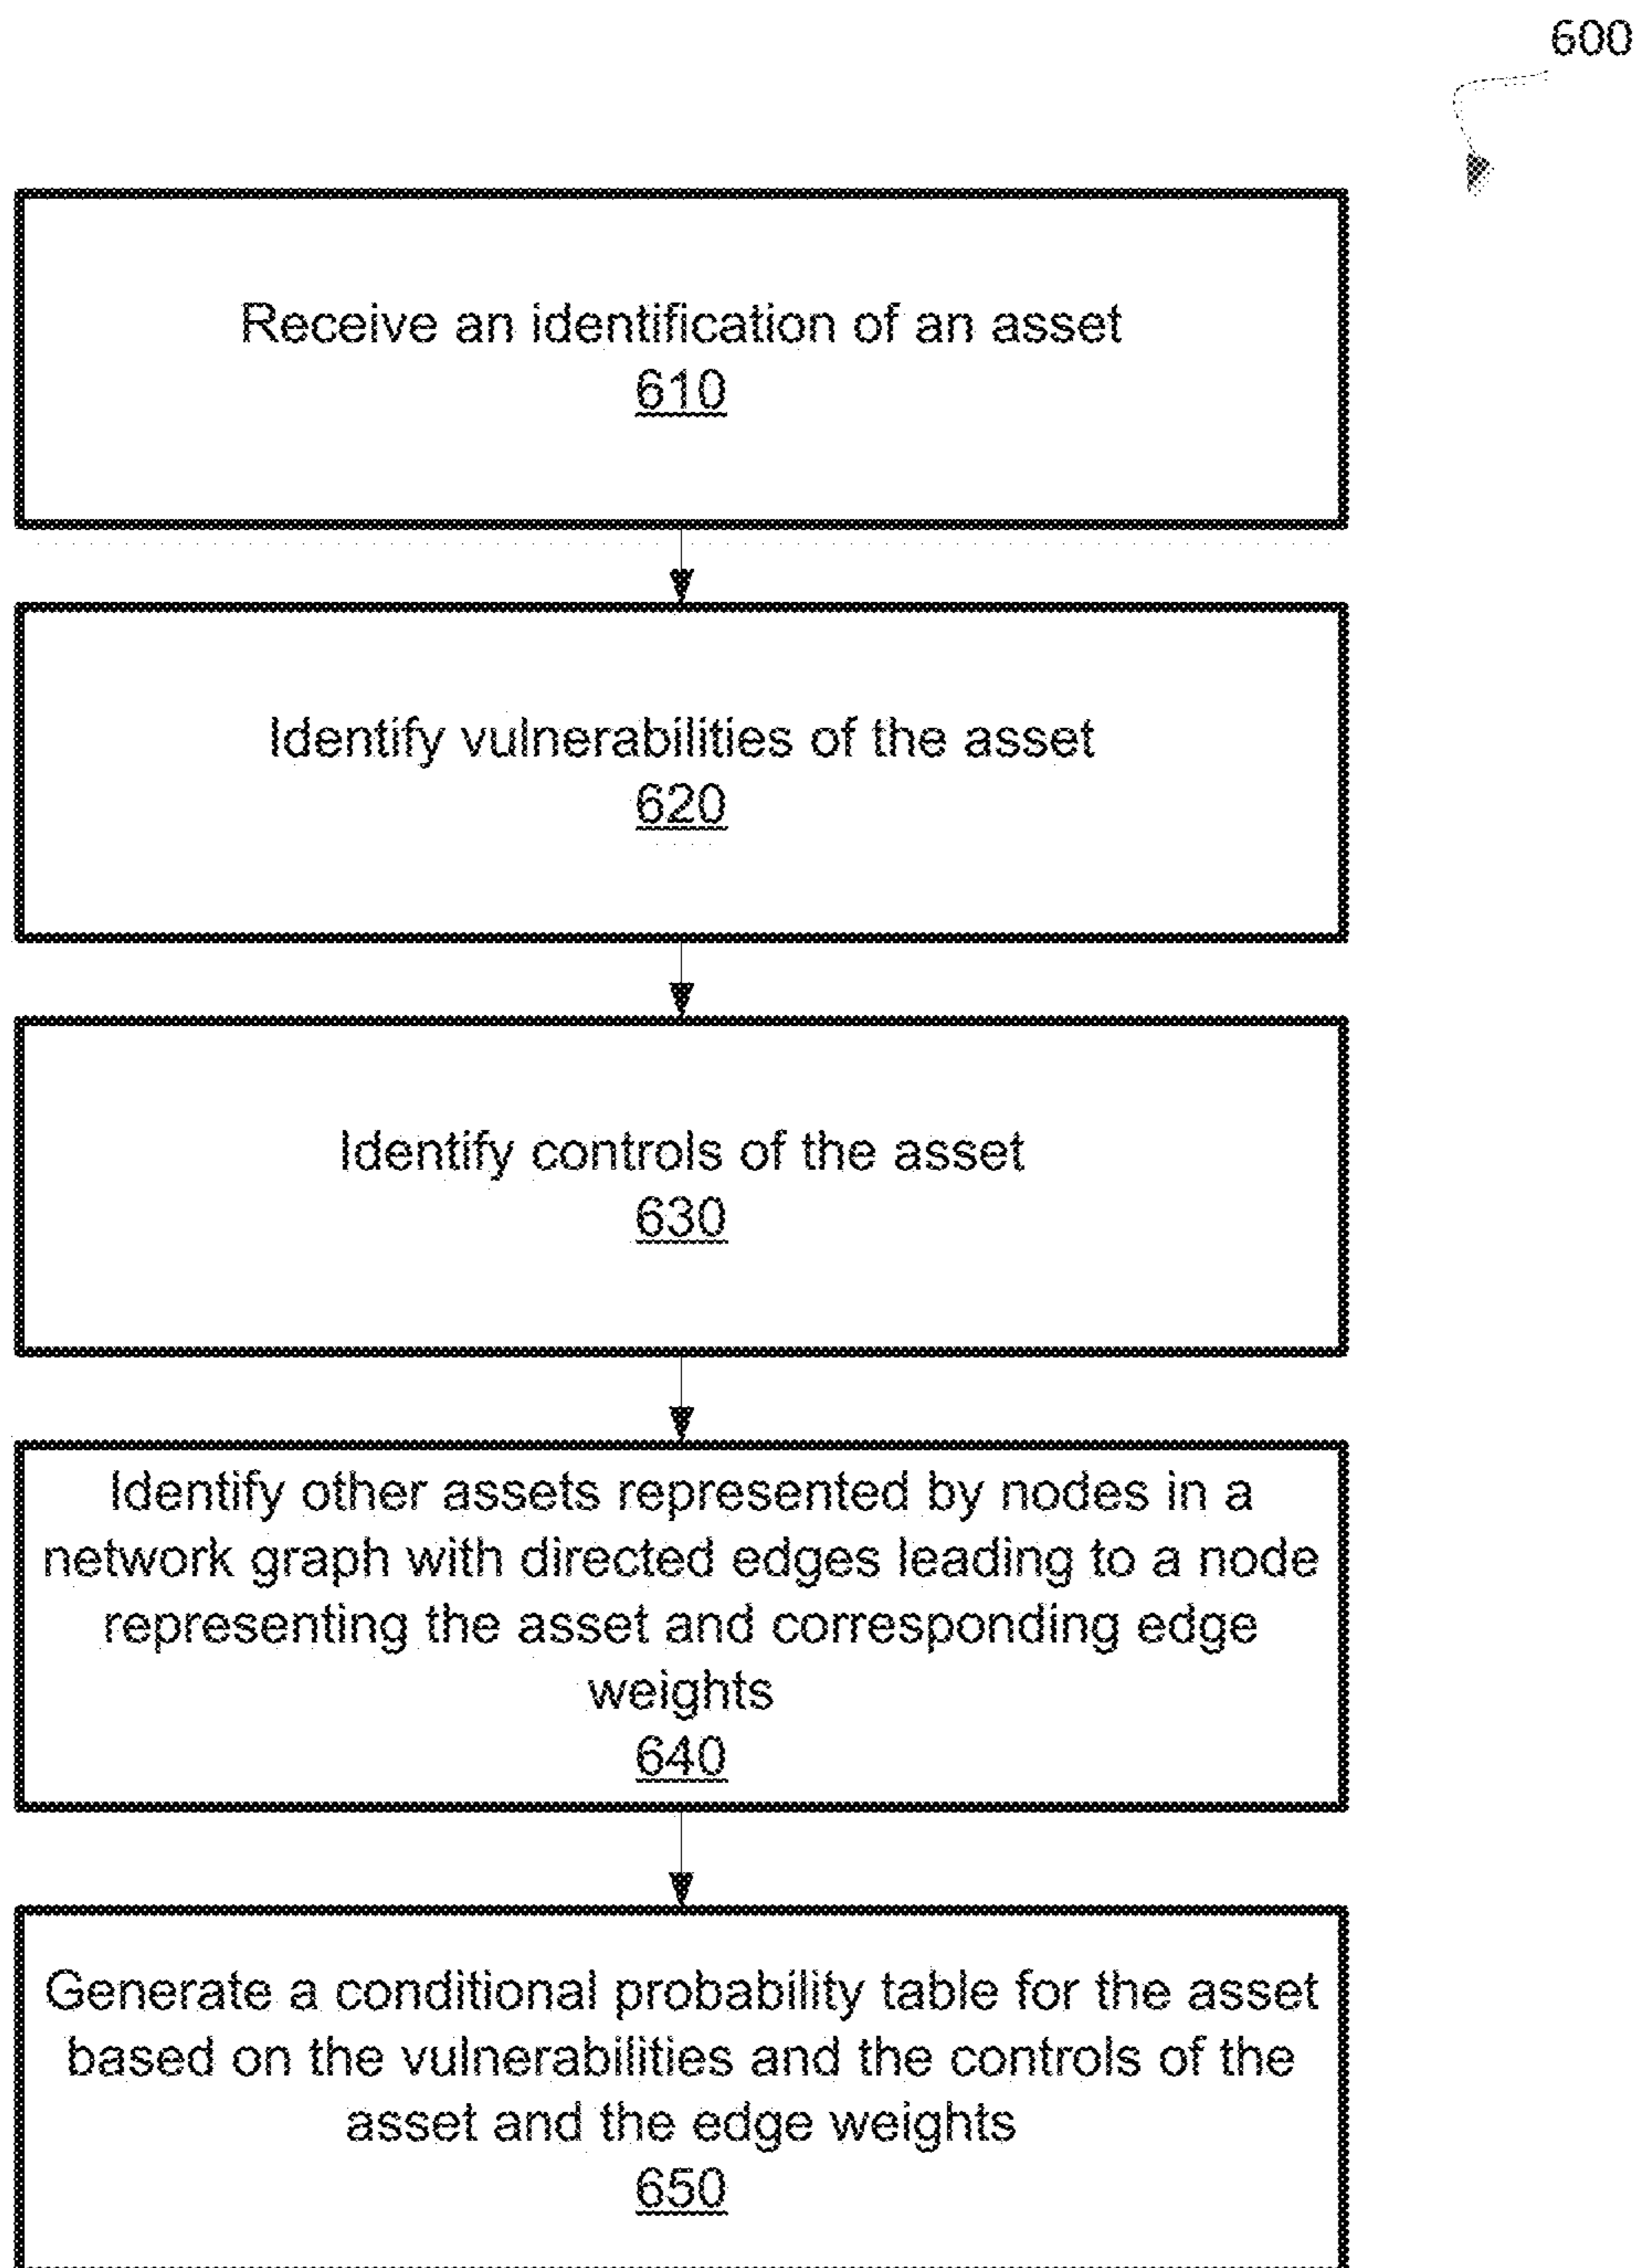 600
Receive an identification of an asset
610
Identify vulnerabilities of the asset
620
Identify controls of the asset
630
Identify other assets represented by nodes in a
network graph with directed edges leading to a node
representing the asset and corresponding edge
weights
640
Generate a conditional probability table for the asset
based on the vulnerabilities and the controls of the
asset and the edge weights
650